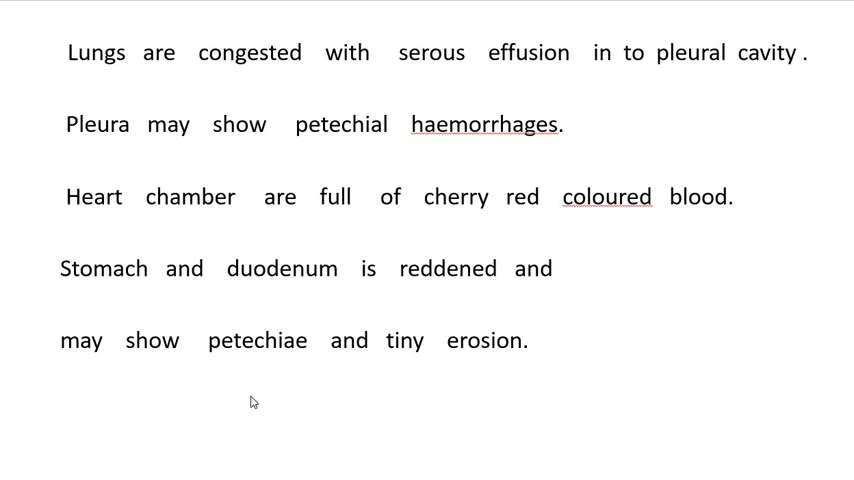 Lungs are congested with serous effusion in to pleural cavity .
Pleura may show petechial haemorrhages.
Heart chamber are full of cherry red coloured blood.
Stomach and duodenum is reddened and
may show petechiae and tiny erosion.